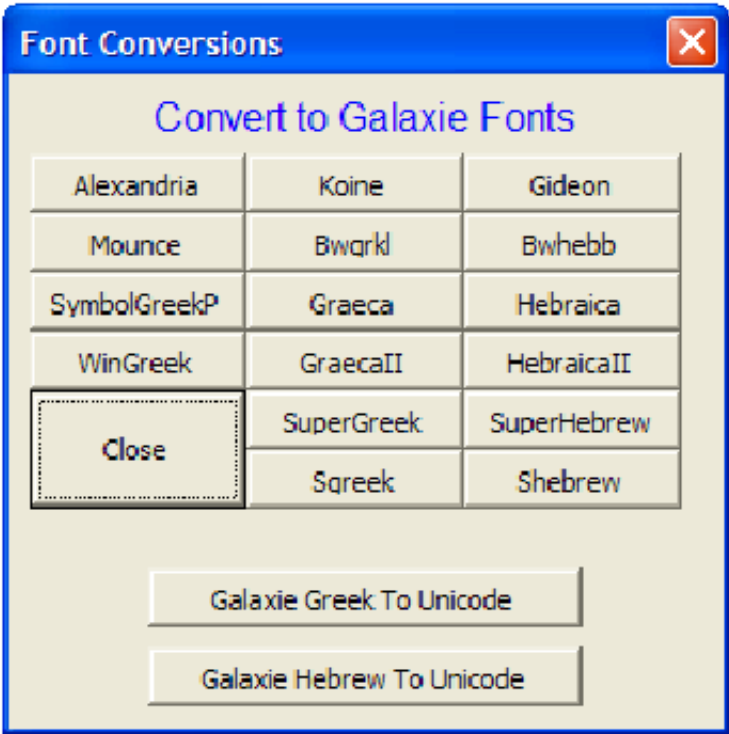 Font Conversions
Convert to Galaxie Fonts
Alexandria Koine Gideon
Mounce Bwgrkl Bwhebb
SymbolGreekP Graeca Hebraica
WinGreek GraecaII HebraicaII
Close SuperGreek SuperHebrew
Sgreek Shebrew
Galaxie Greek To Unicode
Galaxie Hebrew To Unicode